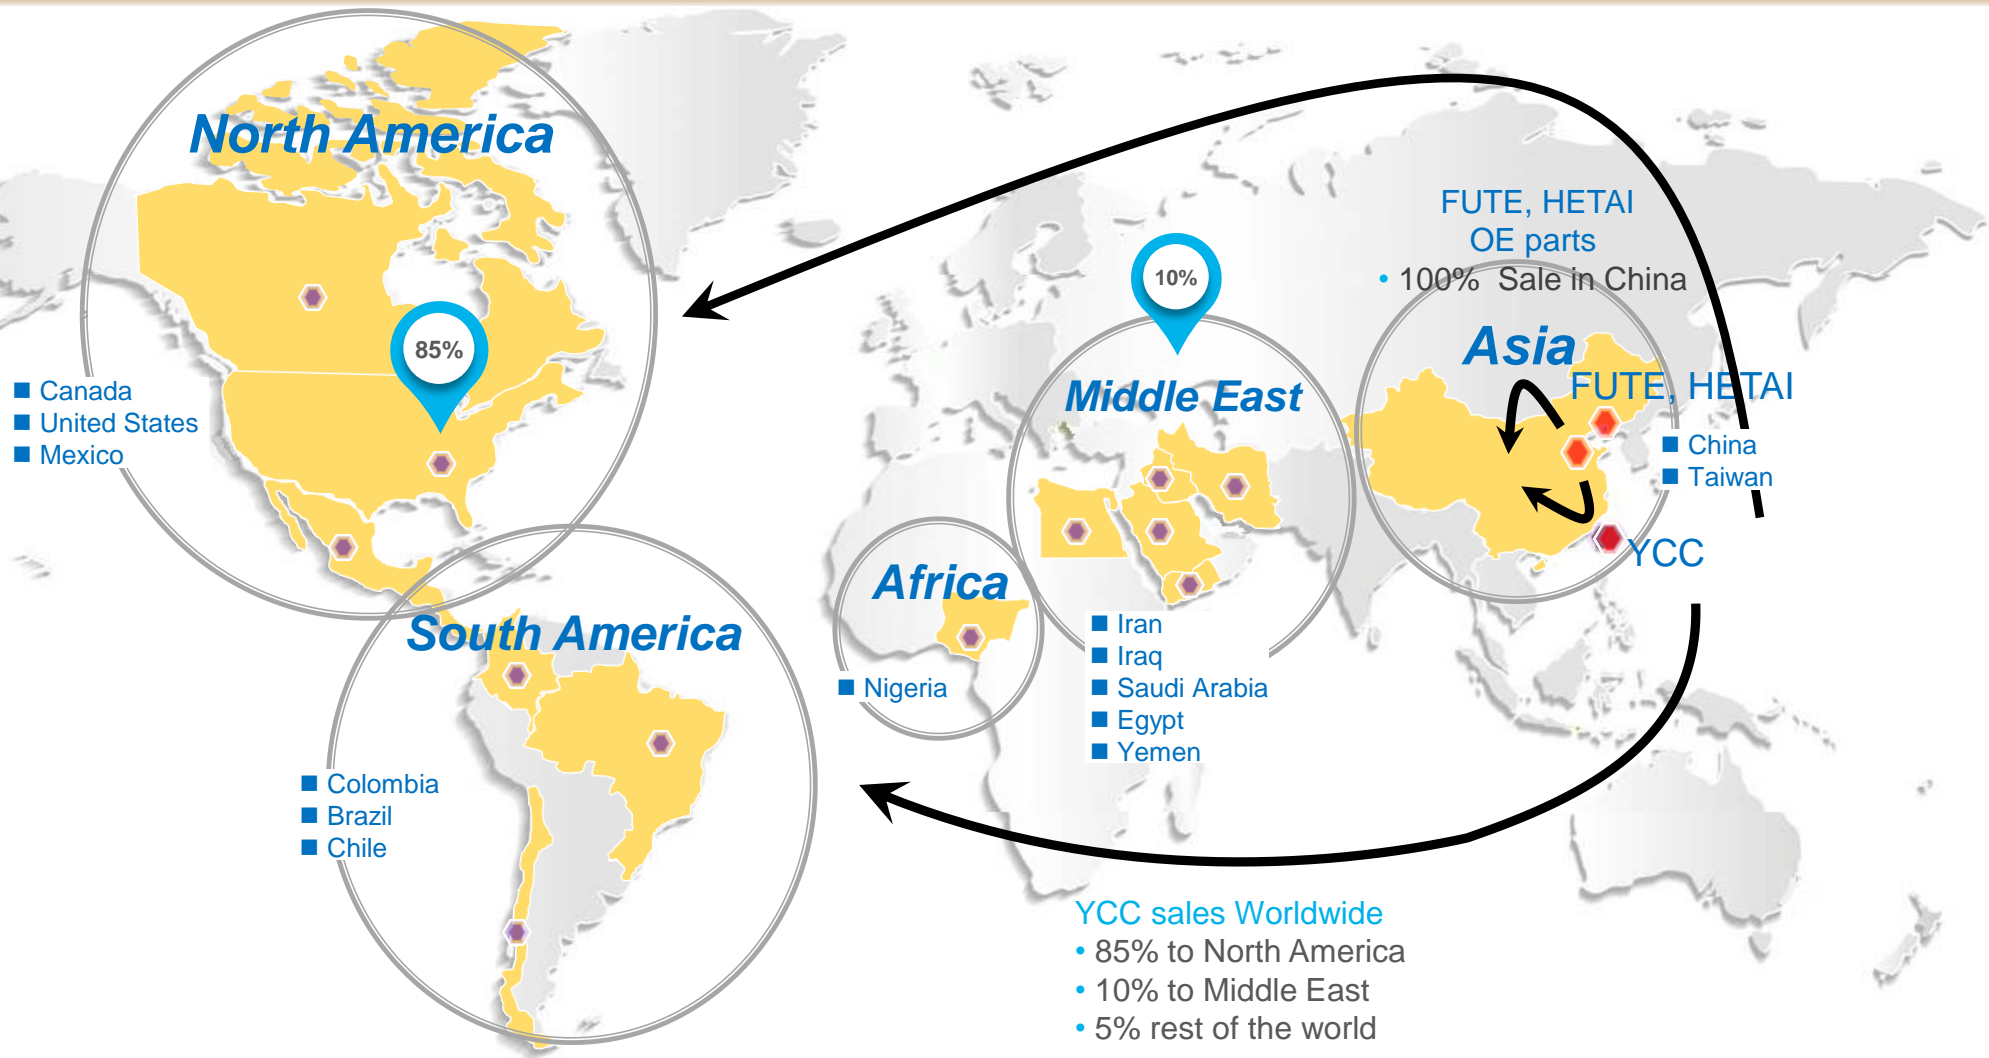 North America
85%
■ Canada
■ United States
■ Mexico
South America
■ Colombia
■ Brazil
■ Chile
Africa
■ Nigeria
10%
Middle East
■ Iran
■ Iraq
■ Saudi Arabia
■ Egypt
■ Yemen
FUTE, HETAI
OE parts
• 100%  Sale in China
Asia
FUTE, HETAI
■ China
■ Taiwan
YCC
YCC sales Worldwide
• 85% to North America
• 10% to Middle East
• 5% rest of the world